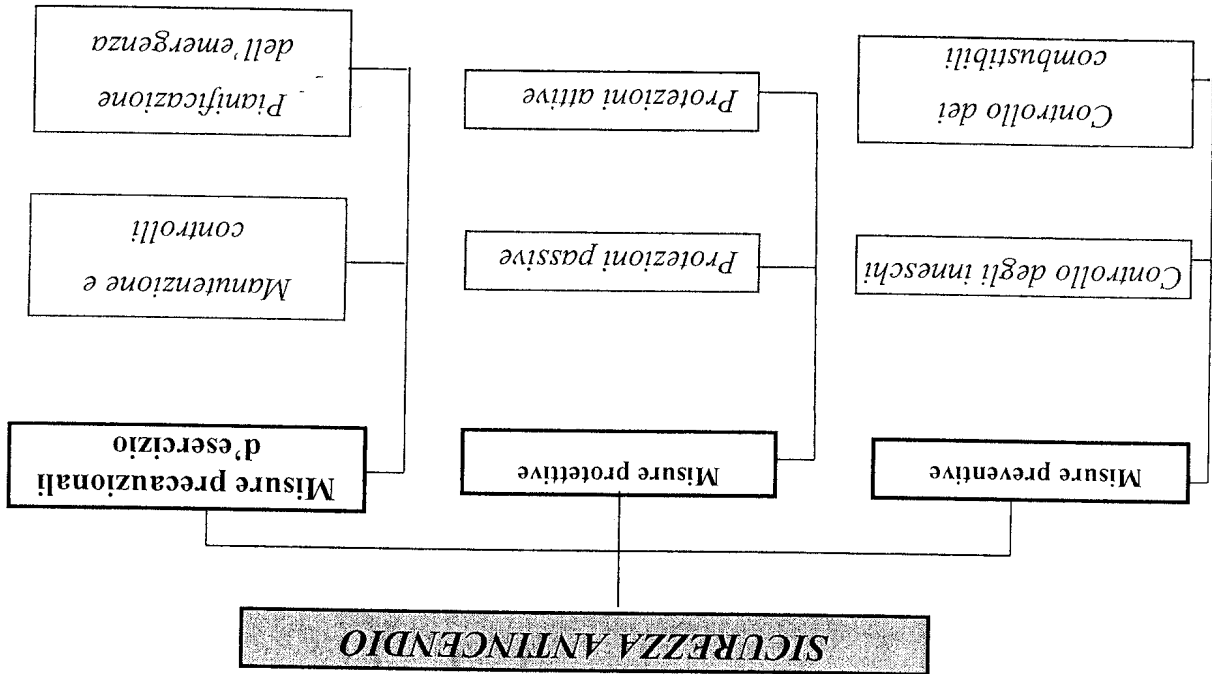 SICUREZZA ANTINCENDIO
Misure preventive
Controllo degli inneschi
Controllo dei
combustibili
Misure protettive
Protezioni passive
Protezioni attive
Misure precauzionali
d'esercizio
Manutenzione e
controlli
Pianificazione
dell'emergenza